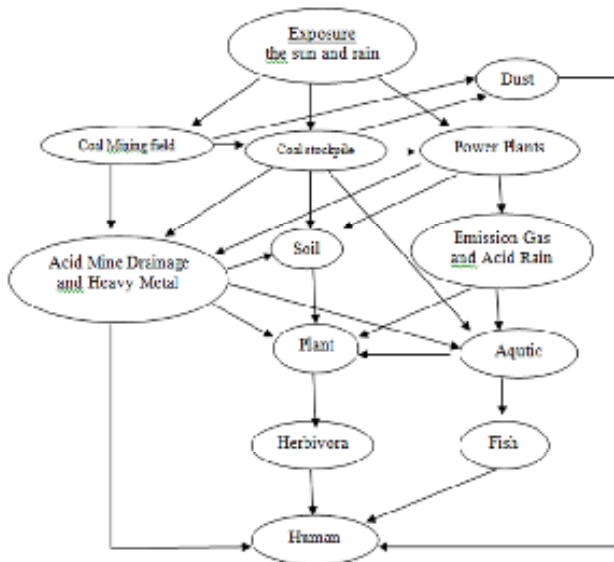 Exposure
the sun and rain
Dust
Coal Mining field
Coal stockpile
Power Plants
Soil
Emission Gas
and Acid Rain
Acid Mine Drainage
and Heavy Metal
Plant
Aqutic
Herbivora
Fish
Human